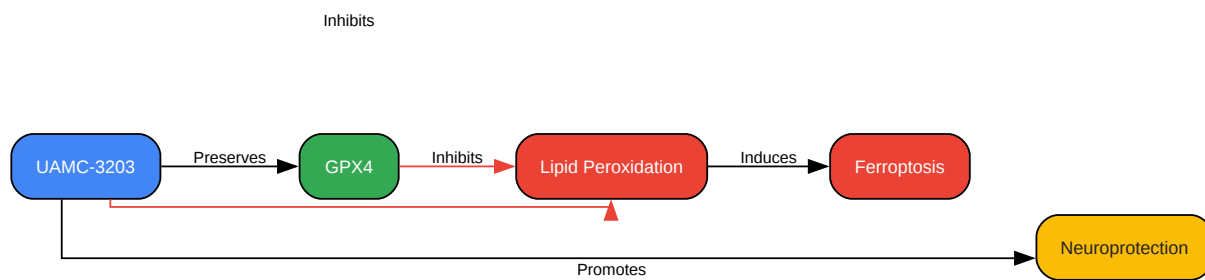 Inhibits
UAMC-3203
Preserves
GPX4
Inhibits
Lipid Peroxidation
Induces
Ferroptosis
Neuroprotection
Promotes